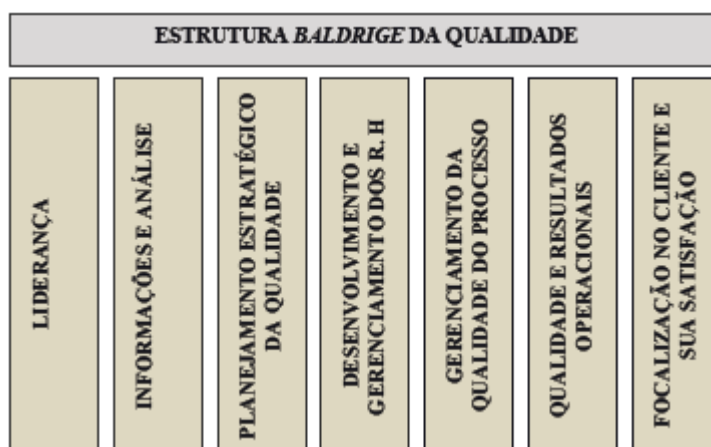 ESTRUTURA BALDRIGE DA QUALIDADE
LIDERANÇA
INFORMAÇÕES E ANÁLISE
PLANEJAMENTO ESTRATÉGICO
DA QUALIDADE
DESENVOLVIMENTO E
GERENCIAMENTO DOS R. H
GERENCIAMENTO DA
QUALIDADE DO PROCESSO
QUALIDADE E RESULTADOS
OPERACIONAIS
FOCALIZAÇÃO NO CLIENTE E
SUA SATISFAÇÃO